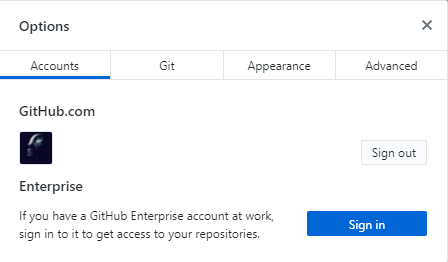 Options
Accounts Git Appearance Advanced
GitHub.com
Sign out
Enterprise
If you have a GitHub Enterprise account at work,
sign in to it to get access to your repositories.
Sign in